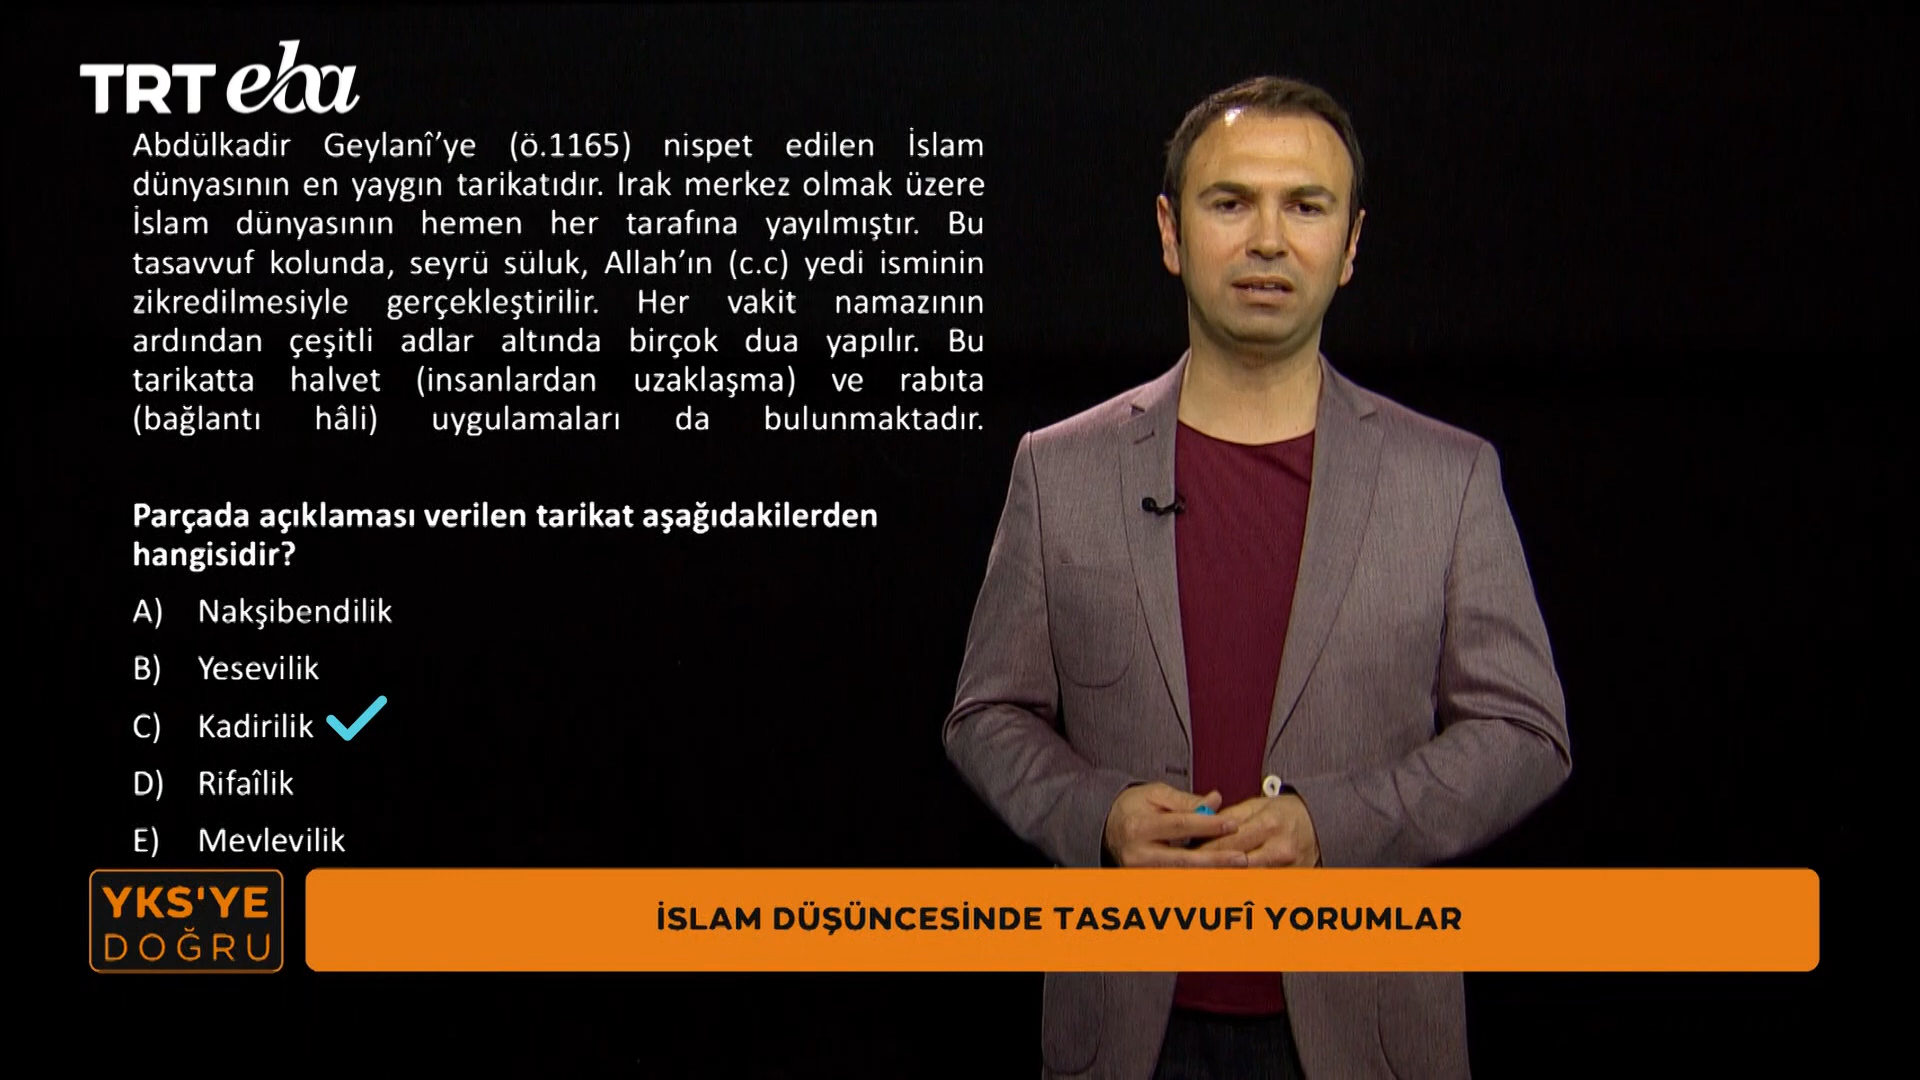 TRT eba
Abdülkadir Geylanî’ye (ö.1165) nispet edilen İslam
dünyasının en yaygın tarikatıdır. Irak merkez olmak üzere
İslam dünyasının hemen her tarafına yayılmıştır. Bu
tasavvuf kolunda, seyrü süluk, Allah’ın (c.c) yedi isminin
zikredilmesiyle gerçekleştirilir. Her vakit namazının
ardından çeşitli adlar altında birçok dua yapılır. Bu
tarikatta halvet (insanlardan uzaklaşma) ve rabıta
(bağlantı hâli) uygulamaları da bulunmaktadır.
Parçada açıklaması verilen tarikat aşağıdakilerden
hangisidir?
A) Nakşibendilik
B) Yesevilik
C) Kadirilik
D) Rifaîlik
E) Mevlevilik
YKS'YE
DOĞRU
İSLAM DÜŞÜNCESİNDE TASAVVUFÎ YORUMLAR